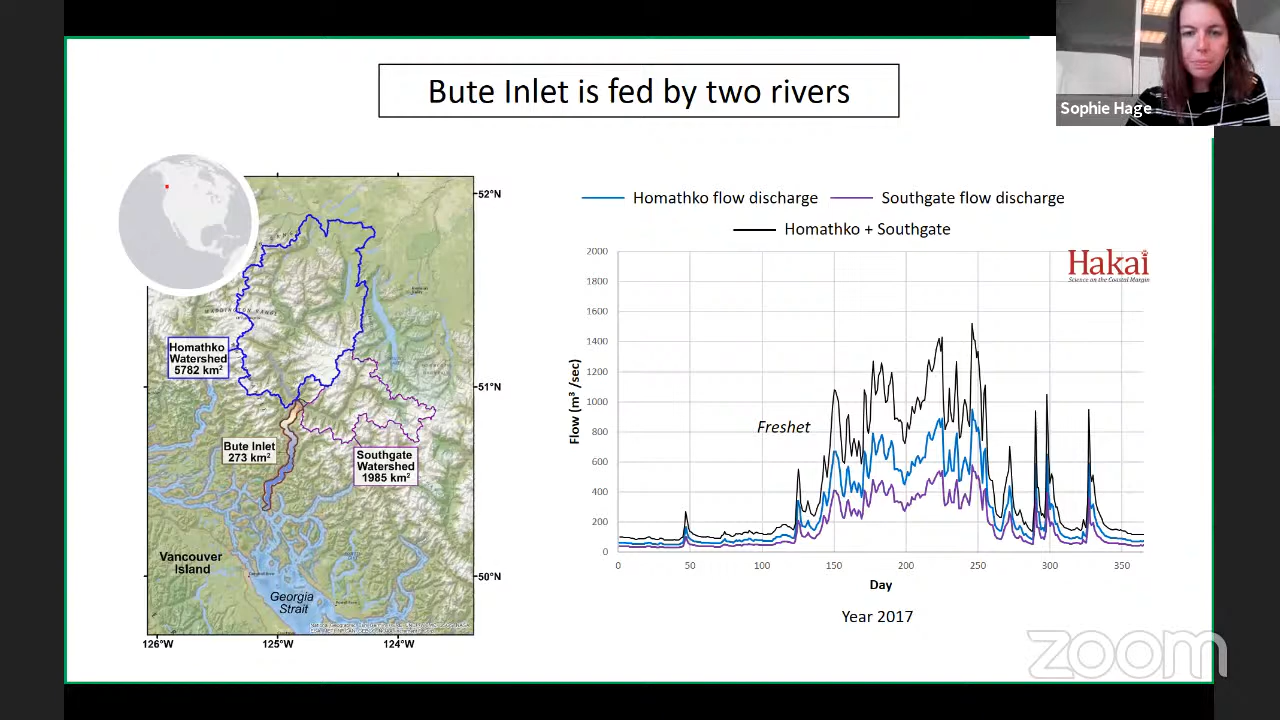 Bute Inlet is fed by two rivers
Sophie Hage
52°N
51°N
50°N
126°W
125°W
124°W
Homathko
Watershed
5782 km²
Bute Inlet
273 km²
Southgate
Watershed
1985 km²
Vancouver
Island
Georgia
Strait
Homathko flow discharge
Southgate flow discharge
Homathko + Southgate
Hakai
Science on the Coastal Margin
Flow (m³ /sec)
2000
1800
1600
1400
1200
1000
800
600
400
200
0
Freshet
0
50
100
150
200
250
300
350
Day
Year 2017
zoom